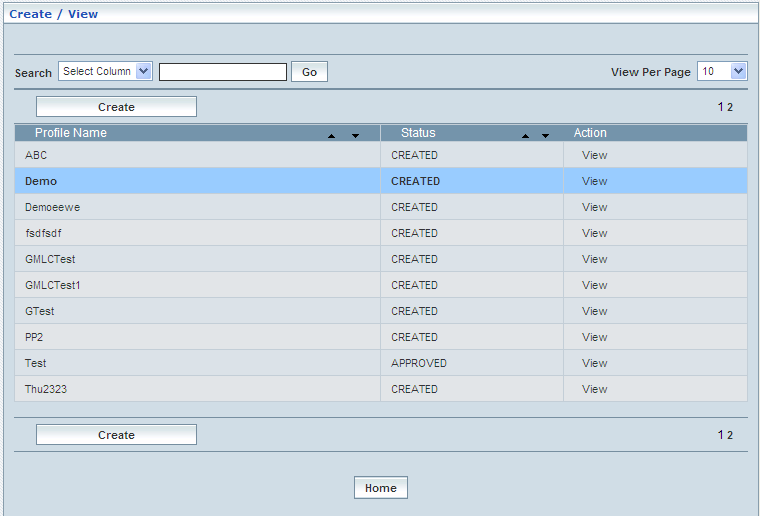 Create / View
Search Select Column Go View Per Page 10
Create 1 2
Profile Name Status Action
ABC CREATED View
Demo CREATED View
Demoeewe CREATED View
fsdfsdf CREATED View
GMLCTest CREATED View
GMLCTest1 CREATED View
GTest CREATED View
PP2 CREATED View
Test APPROVED View
Thu2323 CREATED View
Create 1 2
Home